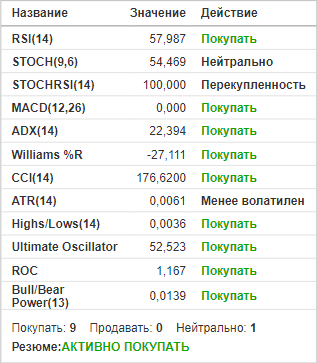 Название Значение Действие
RSI(14) 57,987 Покупать
STOCH(9,6) 54,469 Нейтрально
STOCHRSI(14) 100,000 Перекупленность
MACD(12,26) 0,000 Покупать
ADX(14) 22,394 Покупать
Williams %R -27,111 Покупать
CCI(14) 176,6200 Покупать
ATR(14) 0,0061 Менее волатилен
Highs/Lows(14) 0,0036 Покупать
Ultimate Oscillator 52,523 Покупать
ROC 1,167 Покупать
Bull/Bear
Power(13) 0,0139 Покупать
Покупать: 9 Продавать: 0 Нейтрально: 1
Резюме:АКТИВНО ПОКУПАТЬ